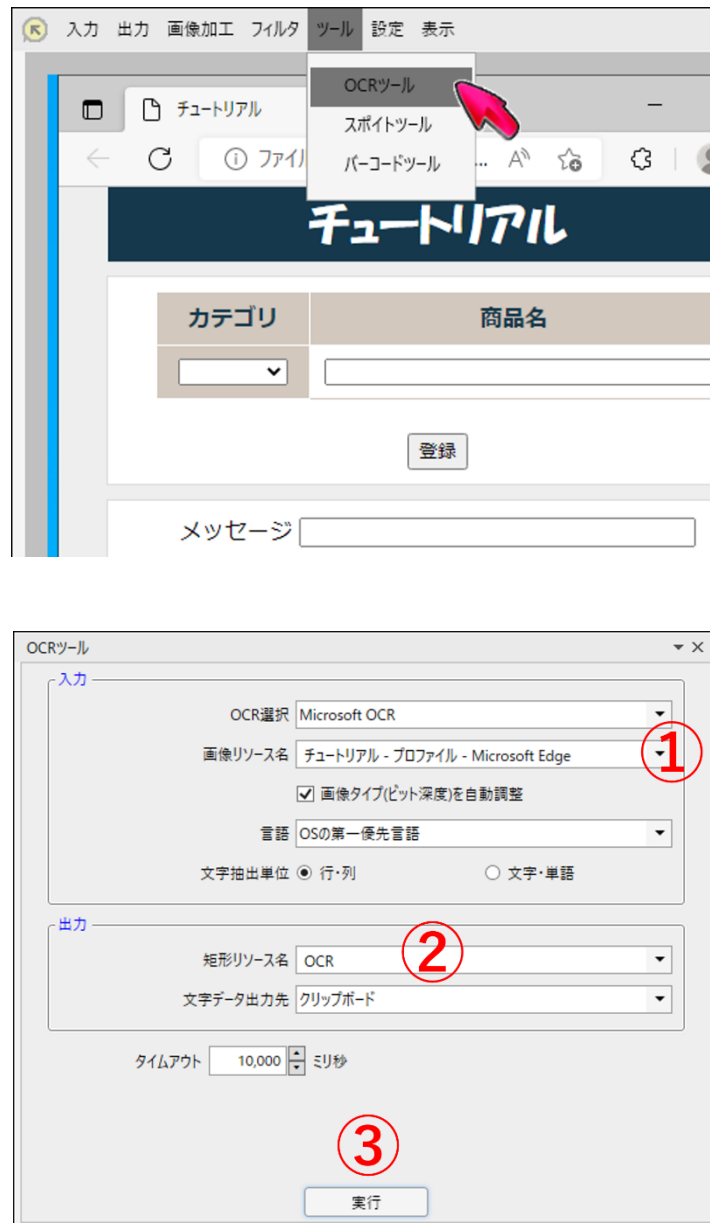 入力 出力 画像加工 フィルタ ツール 設定 表示
OCRツール
スポイトツール
バーコードツール
チュートリアル
ファイル
... A
チュートリアル
カテゴリ 商品名
登録
メッセージ
OCRツール
入力
OCR選択 Microsoft OCR
画像リソース名 チュートリアル - プロファイル - Microsoft Edge
①
画像タイプ(ビット深度)を自動調整
言語 OSの第一優先言語
文字抽出単位 行・列 文字・単語
出力
②
矩形リソース名 OCR
文字データ出力先 クリップボード
タイムアウト 10,000 ミリ秒
③
実行